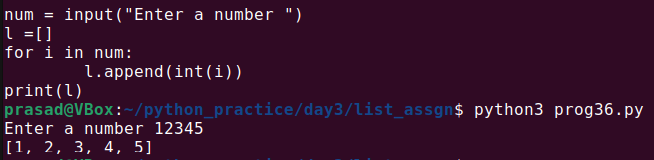 num = input("Enter a number ")
l =[]
for i in num:
        l.append(int(i))
print(l)
prasad@VBox:~/python_practice/day3/list_assgn$ python3 prog36.py
Enter a number 12345
[1, 2, 3, 4, 5]